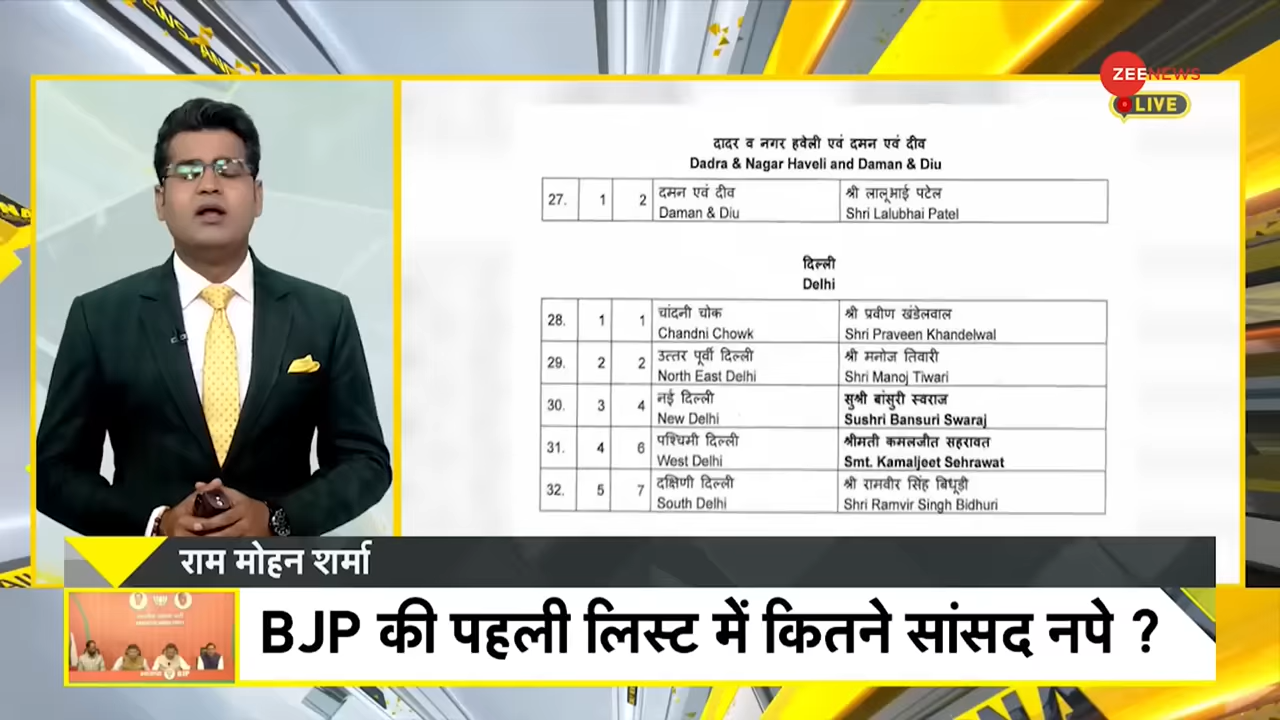 ZEE NEWS
LIVE
दादर व नगर हवेली एवं दमन एवं दीव
Dadra & Nagar Haveli and Daman & Diu
27. 1 2 दमन एवं दीव श्री लालूभाई पटेल
Daman & Diu Shri Lalubhai Patel
दिल्ली
Delhi
28. 1 1 चांदनी चोक श्री प्रवीण खंडेलवाल
Chandni Chowk Shri Praveen Khandelwal
29. 2 2 उत्तर पूर्वी दिल्ली श्री मनोज तिवारी
North East Delhi Shri Manoj Tiwari
30. 3 4 नई दिल्ली सुश्री बांसुरी स्वराज
New Delhi Sushri Bansuri Swaraj
31. 4 6 पश्चिमी दिल्ली श्रीमती कमलजीत सहरावत
West Delhi Smt. Kamaljeet Sehrawat
32. 5 7 दक्षिणी दिल्ली श्री रामवीर सिंह बिधूड़ी
South Delhi Shri Ramvir Singh Bidhuri
राम मोहन शर्मा
BJP की पहली लिस्ट में कितने सांसद नपे ?
BJP